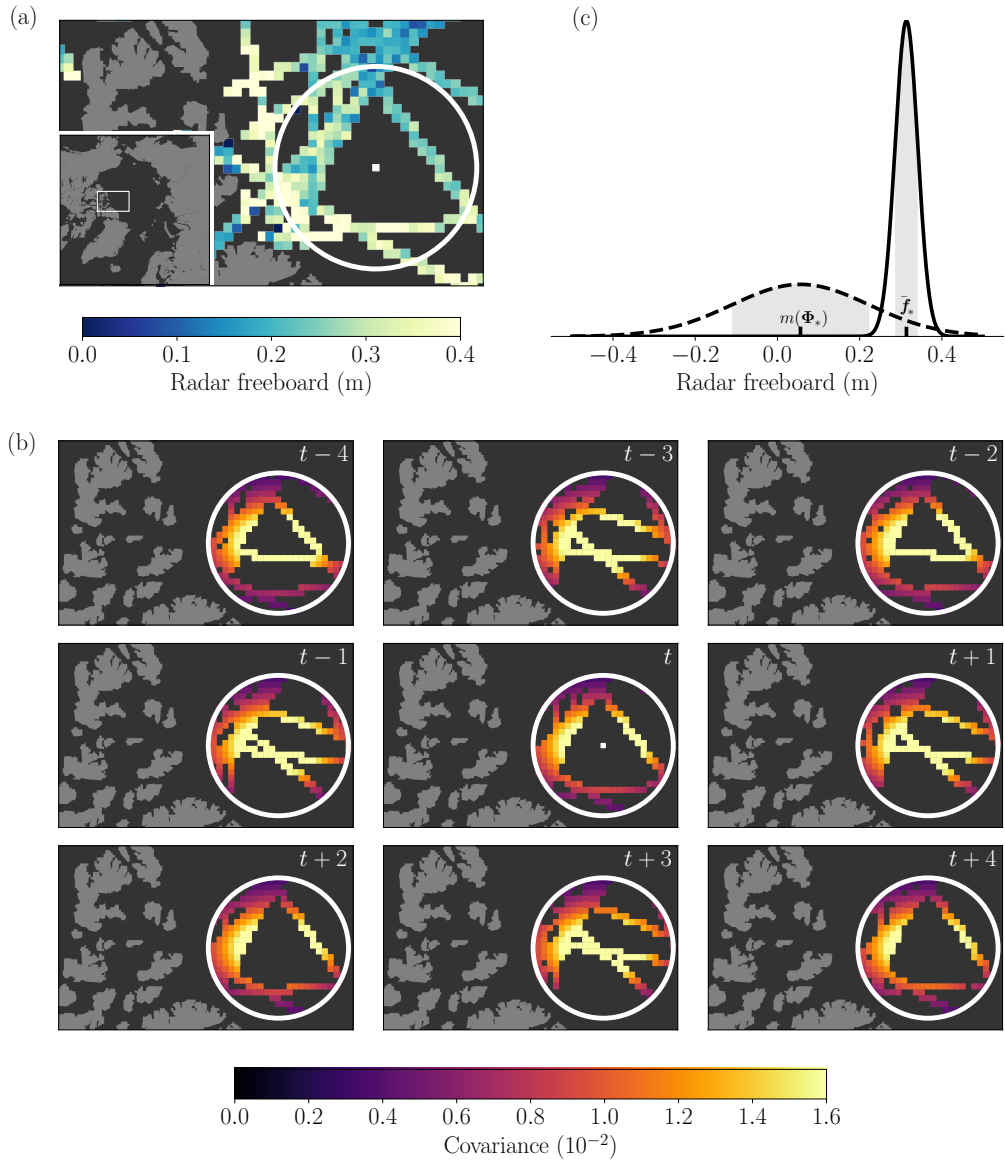 (a)
0.0 0.1 0.2 0.3 0.4
Radar freeboard (m)
(c)
m(Φ*) f̄*
−0.4 −0.2 0.0 0.2 0.4
Radar freeboard (m)
(b)
t − 4 t − 3 t − 2
t − 1 t t + 1
t + 2 t + 3 t + 4
0.0 0.2 0.4 0.6 0.8 1.0 1.2 1.4 1.6
Covariance (10⁻²)